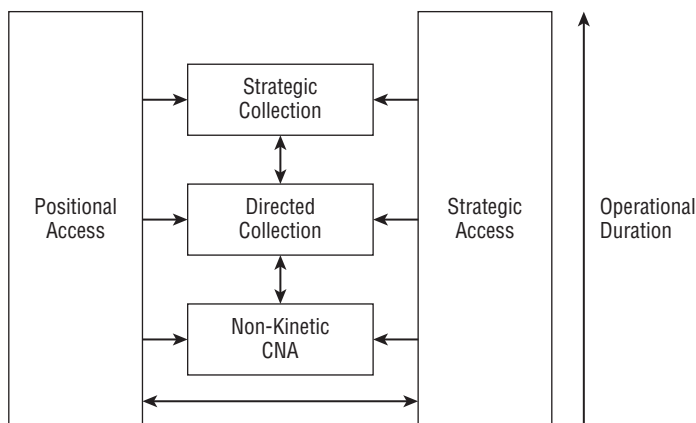 Strategic
Collection
Positional
Access
Directed
Collection
Strategic
Access
Operational
Duration
Non-Kinetic
CNA